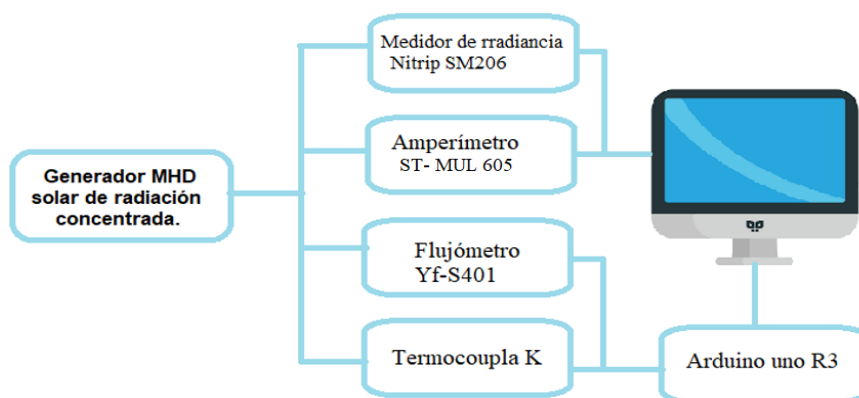 Medidor de rradiancia
Nitrip SM206
Amperímetro
ST- MUL 605
Generador MHD
solar de radiación
concentrada.
Flujómetro
Yf-S401
Termocoupla K
Arduino uno R3